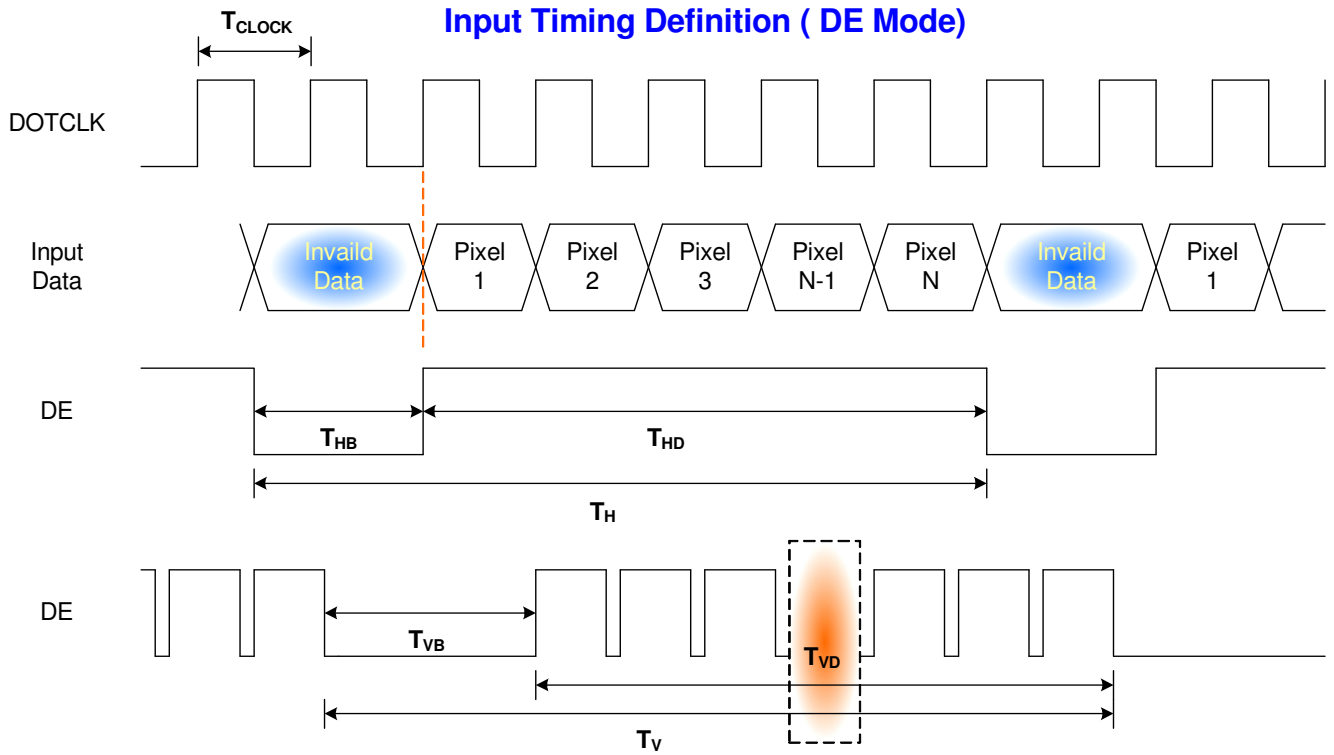 Input Timing Definition ( DE Mode)
TCLOCK
DOTCLK
Input
Data
Invaild
Data
Pixel
1
Pixel
2
Pixel
3
Pixel
N-1
Pixel
N
Invaild
Data
Pixel
1
DE
THB
THD
TH
DE
TVB
TVD
TV